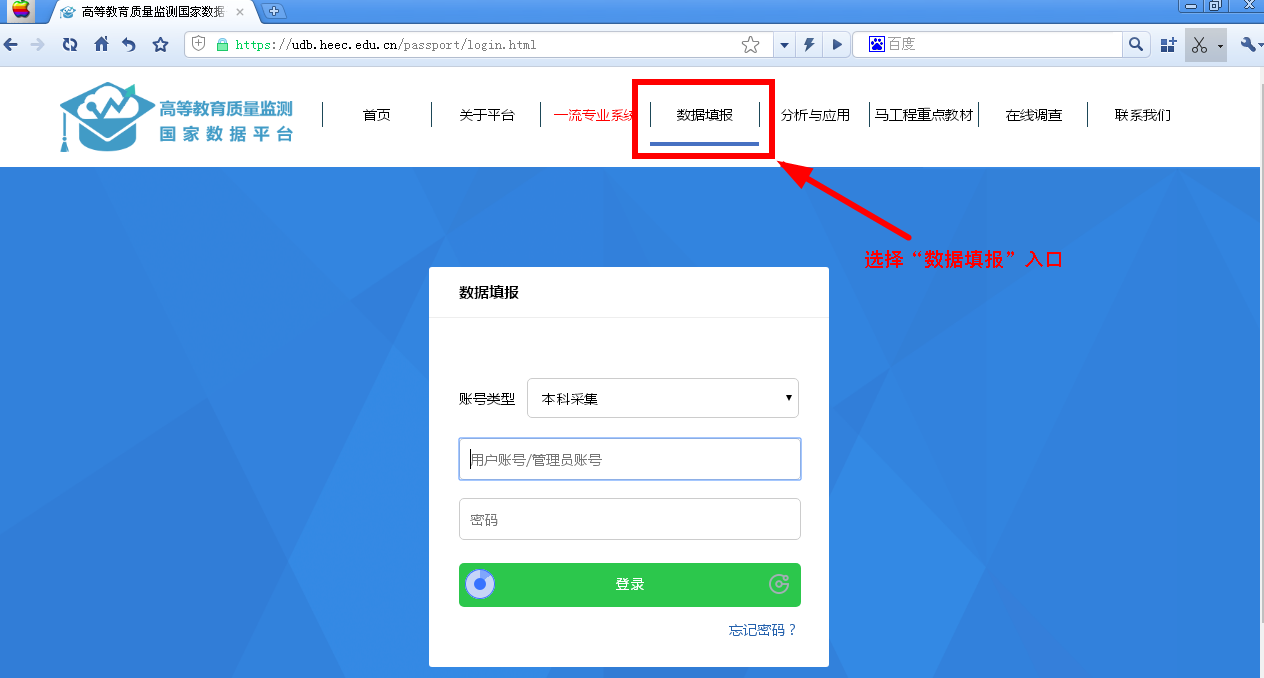 高等教育质量监测国家数据
https://udb.heec.edu.cn/passport/login.html
百度
高等教育质量监测
国家数据平台
首页
关于平台
一流专业系统
数据填报
分析与应用
马工程重点教材
在线调查
联系我们
选择“数据填报”入口
数据填报
账号类型
本科采集
用户账号/管理员账号
密码
登录
忘记密码？